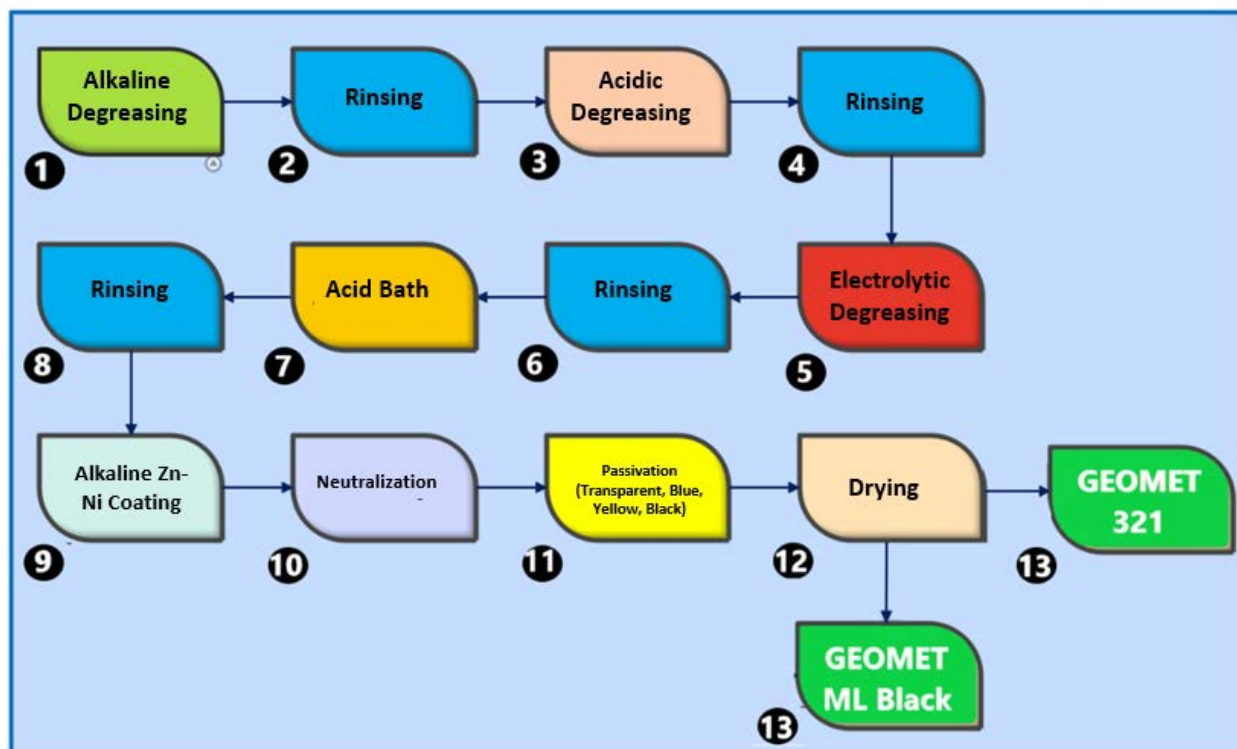 Alkaline
Degreasing
1
Rinsing
2
Acidic
Degreasing
3
Rinsing
4
Electrolytic
Degreasing
5
Rinsing
6
Acid Bath
7
Rinsing
8
Alkaline Zn-
Ni Coating
9
Neutralization
10
Passivation
(Transparent, Blue,
Yellow, Black)
11
Drying
12
GEOMET
321
13
GEOMET
ML Black
13